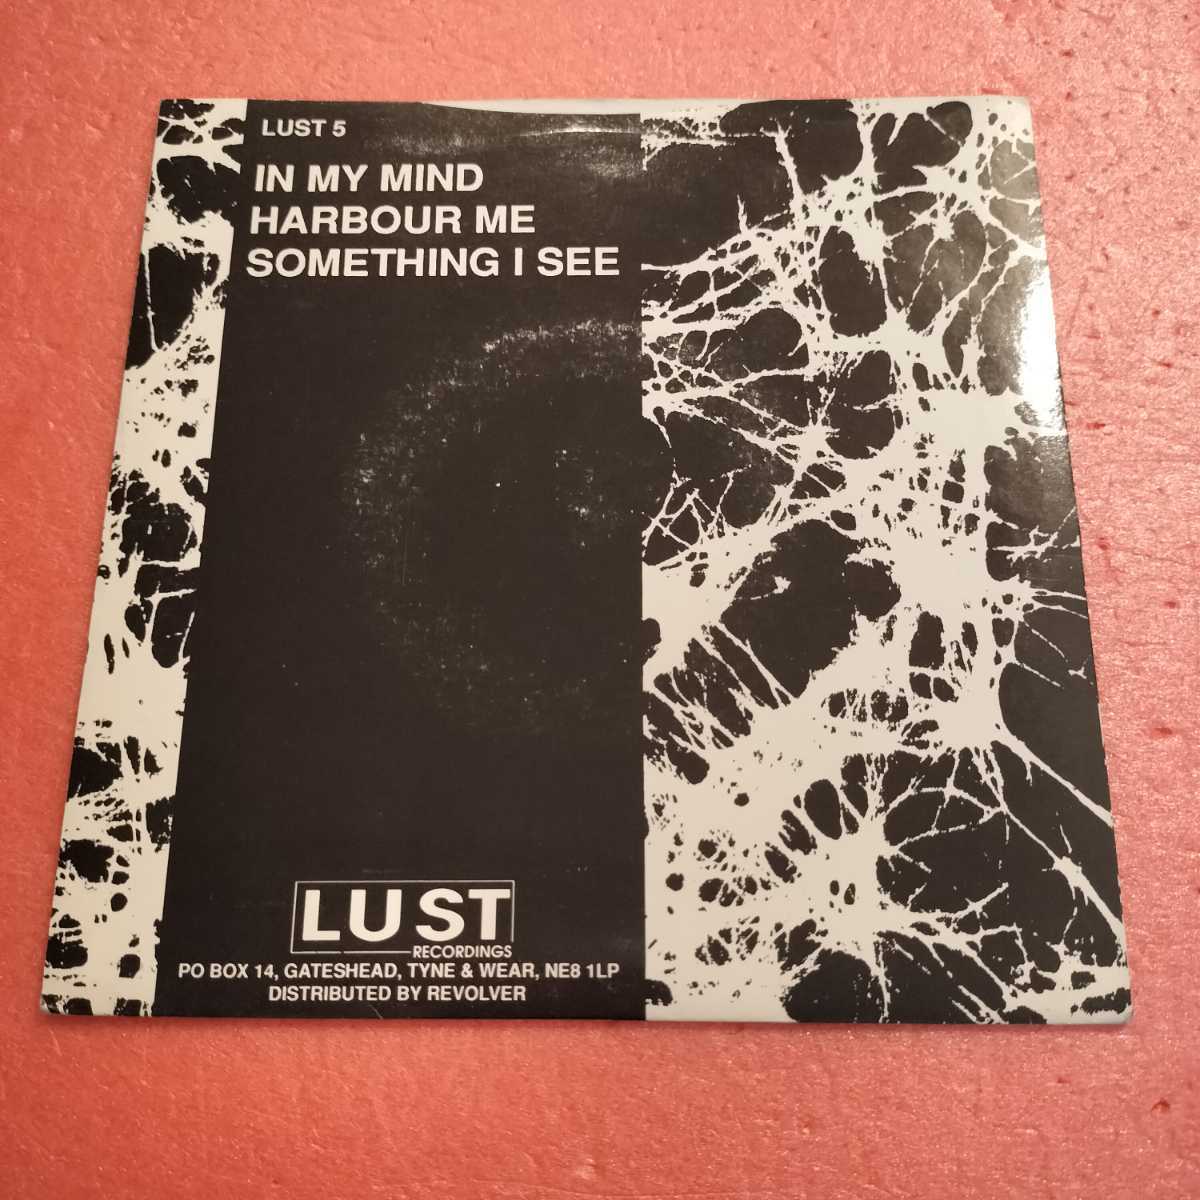 LUST 5
IN MY MIND
HARBOUR ME
SOMETHING I SEE
LUST
RECORDINGS
PO BOX 14, GATESHEAD, TYNE & WEAR, NE8 1LP
DISTRIBUTED BY REVOLVER